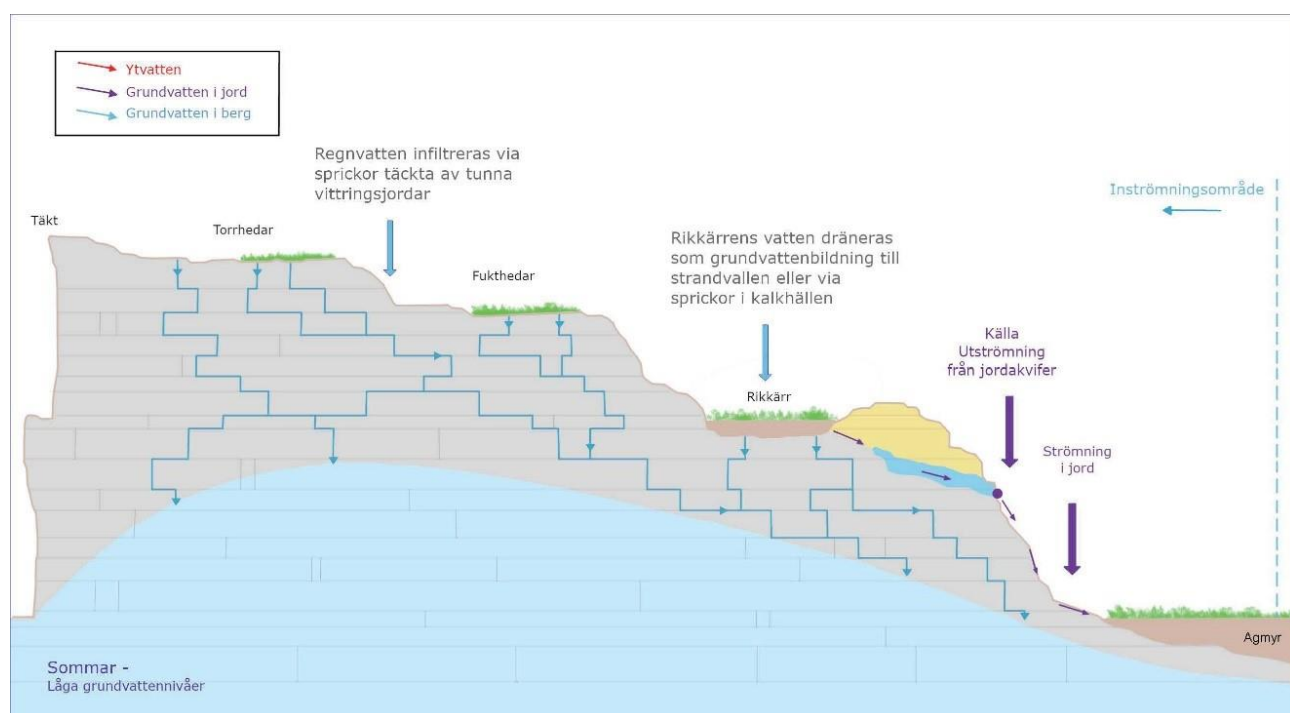 Ytvatten
Grundvatten i jord
Grundvatten i berg
Regnvatten infiltreras via
sprickor täckta av tunna
vittringsjordar
Inströmningsområde
Täkt
Torrhedar
Rikkärrens vatten dräneras
som grundvattenbildning till
strandvallen eller via
sprickor i kalkhällen
Fukthedar
Källa
Utströmning
från jordakvifer
Rikkärr
Strömning
i jord
Agmyr
Sommar -
Låga grundvattennivåer